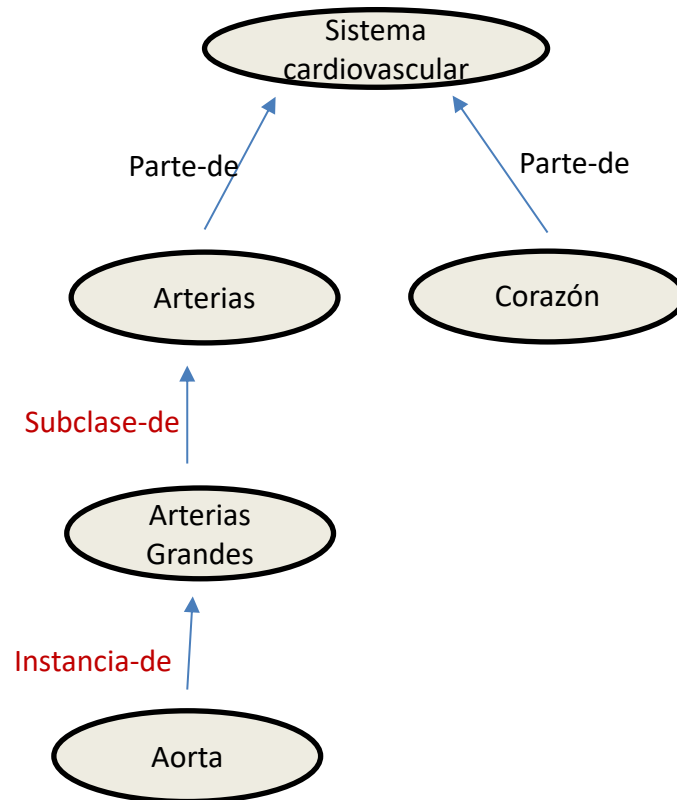 Sistema
cardiovascular
Parte-de
Parte-de
Arterias
Corazón
Subclase-de
Arterias
Grandes
Instancia-de
Aorta